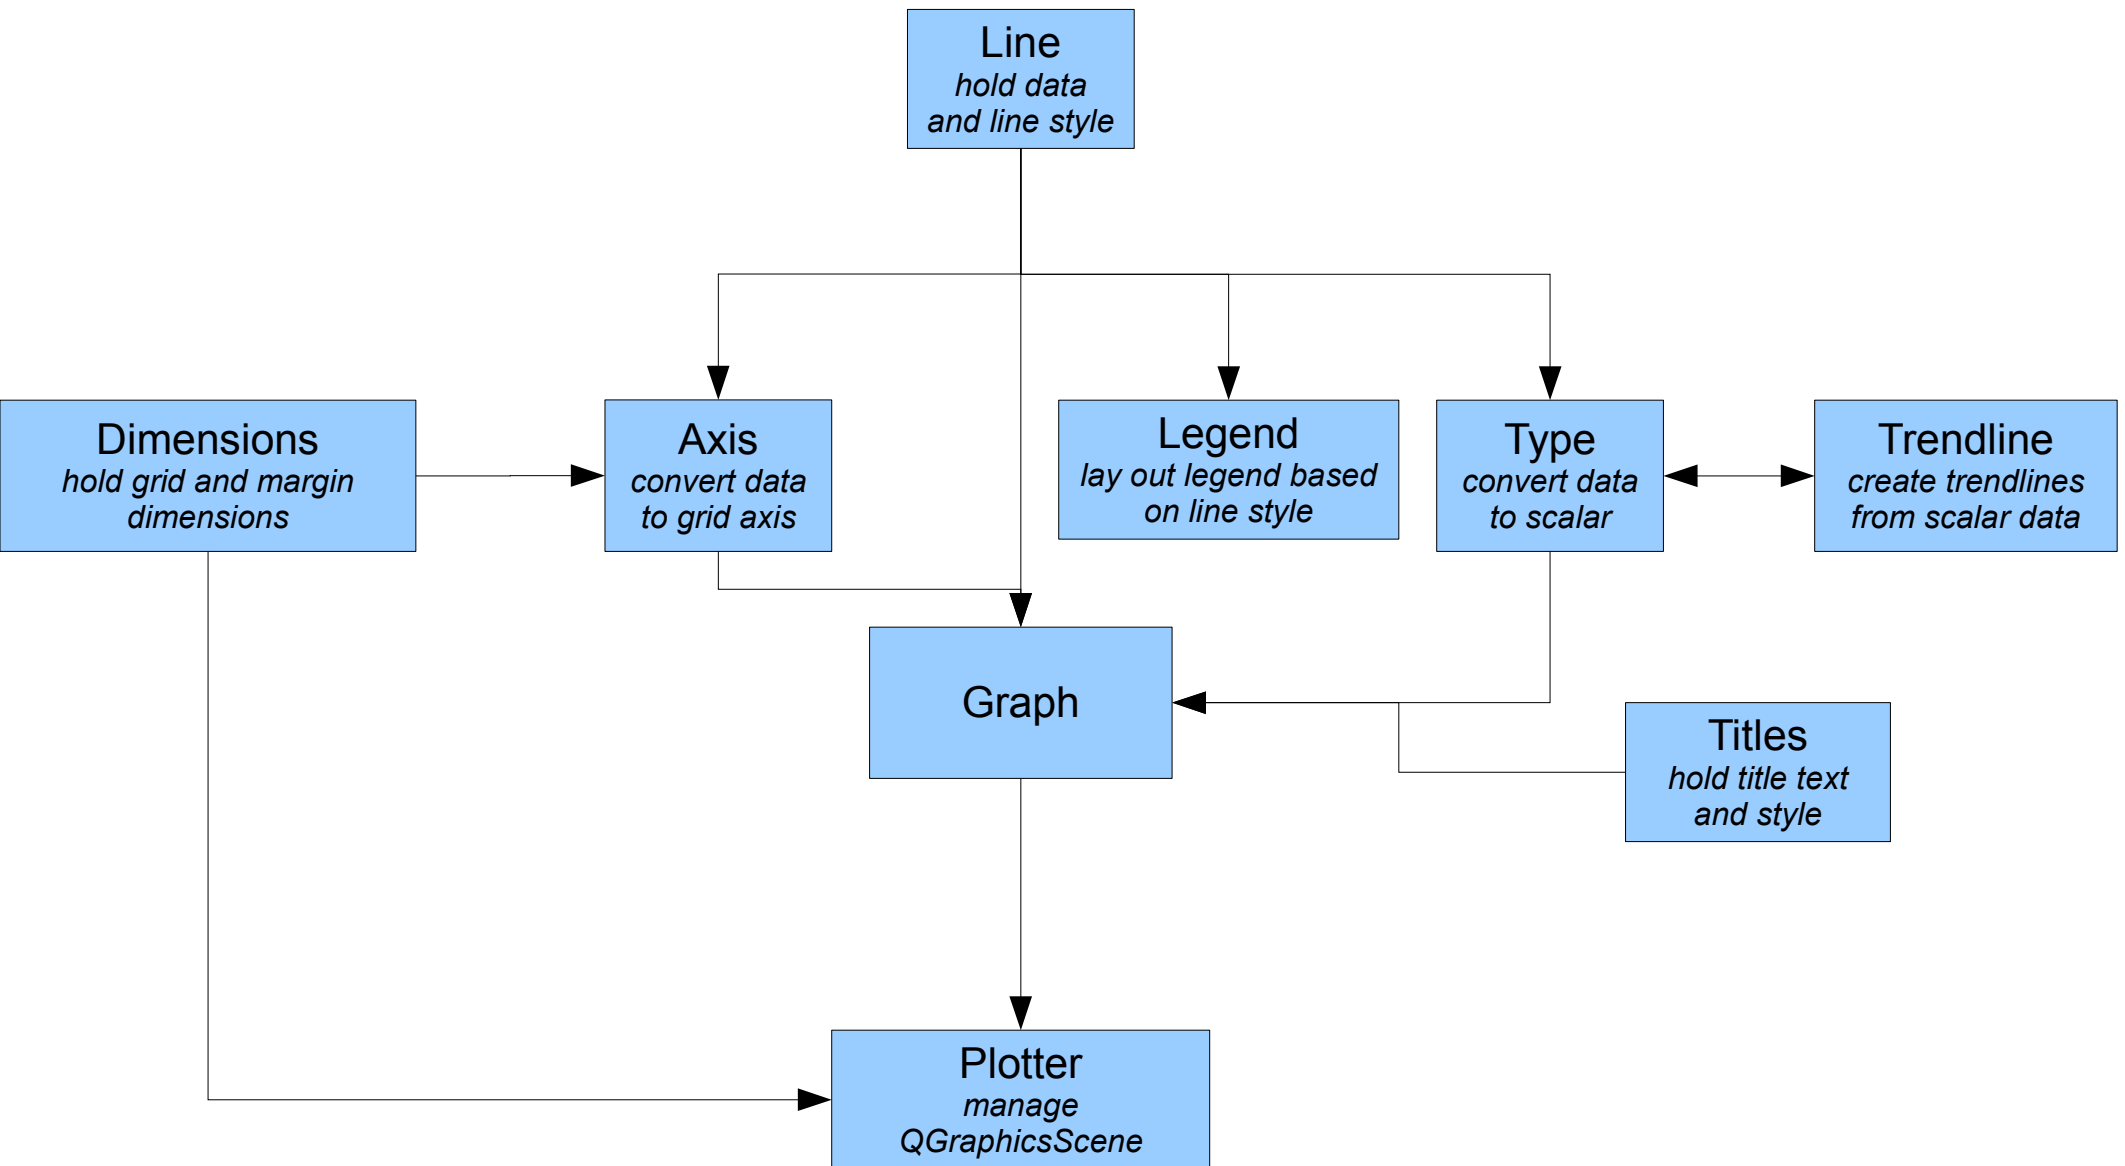 Line
hold data
and line style
Dimensions
hold grid and margin
dimensions
Axis
convert data
to grid axis
Legend
lay out legend based
on line style
Type
convert data
to scalar
Trendline
create trendlines
from scalar data
Graph
Titles
hold title text
and style
Plotter
manage
QGraphicsScene